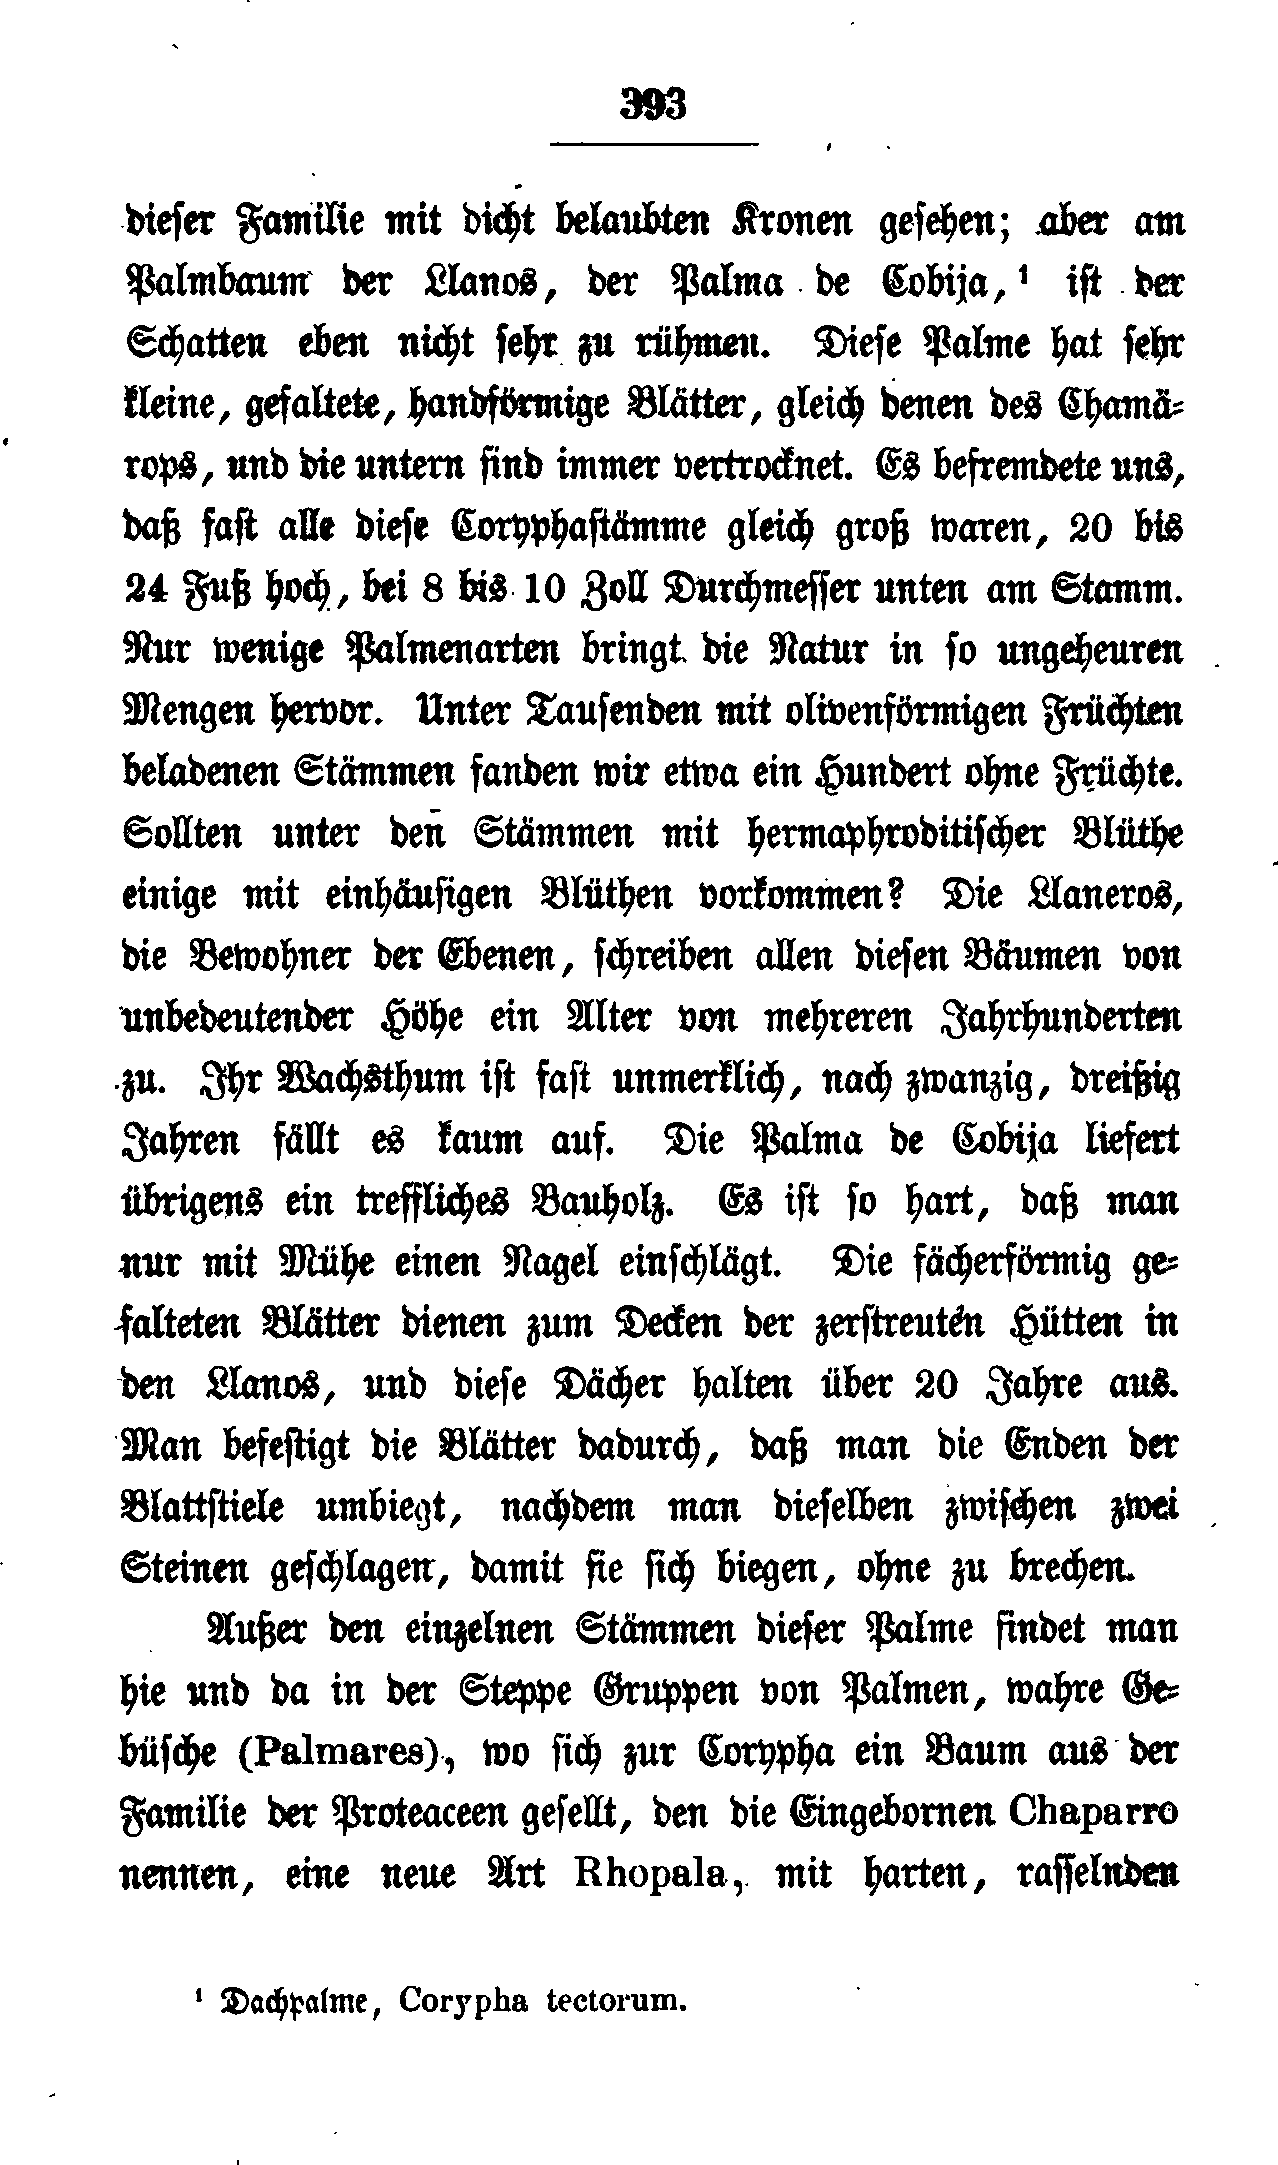 393
dieser Familie mit dicht belaubten Kronen gesehen; aber am
Palmbaum der Llanos, der Palma de Cobija,¹ ist der
Schatten eben nicht sehr zu rühmen. Diese Palme hat sehr
kleine, gefaltete, handförmige Blätter, gleich denen des Chamä-
rops, und die untern sind immer vertrocknet. Es befremdete uns,
daß fast alle diese Coryphastämme gleich groß waren, 20 bis
24 Fuß hoch, bei 8 bis 10 Zoll Durchmesser unten am Stamm.
Nur wenige Palmenarten bringt die Natur in so ungeheuren
Mengen hervor. Unter Tausenden mit olivenförmigen Früchten
beladenen Stämmen fanden wir etwa ein Hundert ohne Früchte.
Sollten unter den Stämmen mit hermaphroditischer Blüthe
einige mit einhäusigen Blüthen vorkommen? Die Llaneros,
die Bewohner der Ebenen, schreiben allen diesen Bäumen von
unbedeutender Höhe ein Alter von mehreren Jahrhunderten
zu. Ihr Wachsthum ist fast unmerklich, nach zwanzig, dreißig
Jahren fällt es kaum auf. Die Palma de Cobija liefert
übrigens ein treffliches Bauholz. Es ist so hart, daß man
nur mit Mühe einen Nagel einschlägt. Die fächerförmig ge-
falteten Blätter dienen zum Decken der zerstreuten Hütten in
den Llanos, und diese Dächer halten über 20 Jahre aus.
Man befestigt die Blätter dadurch, daß man die Enden der
Blattstiele umbiegt, nachdem man dieselben zwischen zwei
Steinen geschlagen, damit sie sich biegen, ohne zu brechen.
Außer den einzelnen Stämmen dieser Palme findet man
hie und da in der Steppe Gruppen von Palmen, wahre Ge-
büsche (Palmares), wo sich zur Corypha ein Baum aus der
Familie der Proteaceen gesellt, den die Eingebornen Chaparro
nennen, eine neue Art Rhopala, mit harten, rasselnden
¹ Dachpalme, Corypha tectorum.